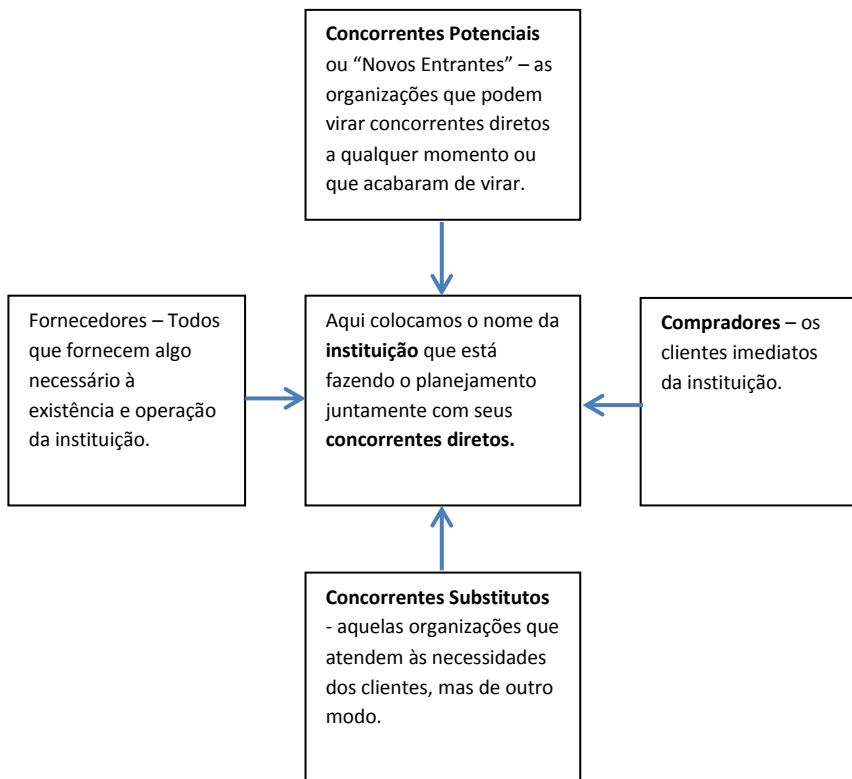 Concorrentes Potenciais
ou “Novos Entrantes” – as
organizações que podem
virar concorrentes diretos
a qualquer momento ou
que acabaram de virar.
Fornecedores – Todos
que fornecem algo
necessário à
existência e operação
da instituição.
Aqui colocamos o nome da
instituição que está
fazendo o planejamento
juntamente com seus
concorrentes diretos.
Compradores – os
clientes imediatos
da instituição.
Concorrentes Substitutos
- aquelas organizações que
atendem às necessidades
dos clientes, mas de outro
modo.